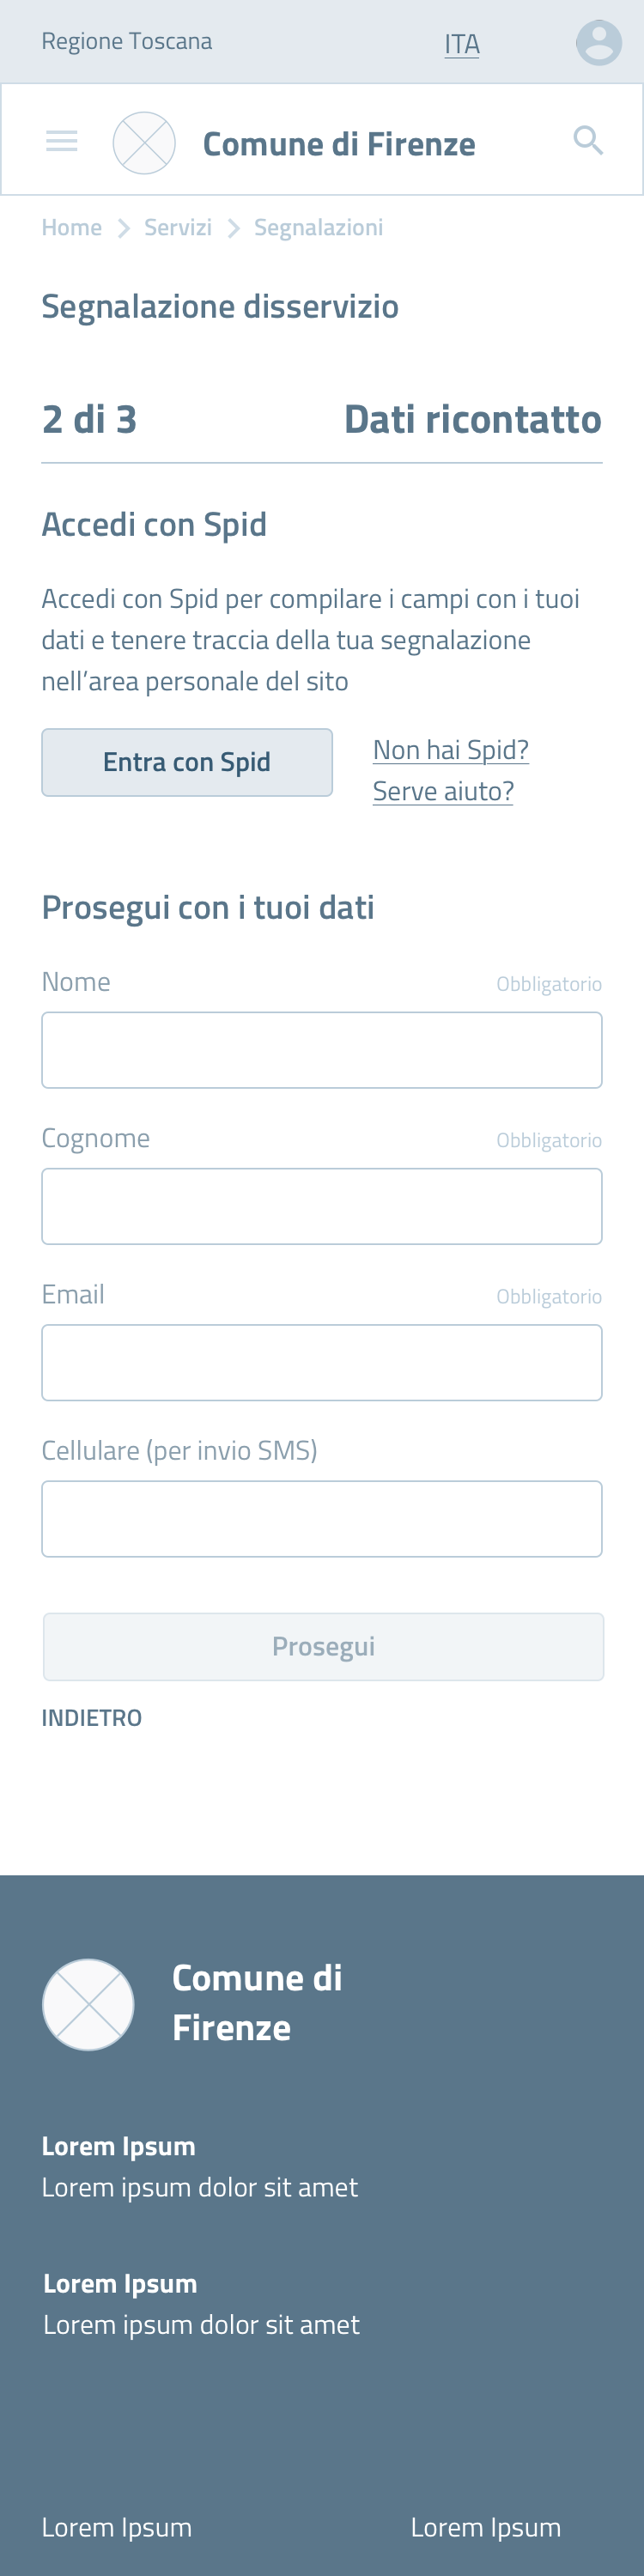 Regione Toscana
ITA
Comune di Firenze
Home Servizi Segnalazioni
Segnalazione disservizio
2 di 3 Dati ricontatto
Accedi con Spid
Accedi con Spid per compilare i campi con i tuoi
dati e tenere traccia della tua segnalazione
nell’area personale del sito
Entra con Spid
Non hai Spid?
Serve aiuto?
Prosegui con i tuoi dati
Nome Obbligatorio
Cognome Obbligatorio
Email Obbligatorio
Cellulare (per invio SMS)
Prosegui
INDIETRO
Comune di
Firenze
Lorem Ipsum
Lorem ipsum dolor sit amet
Lorem Ipsum
Lorem ipsum dolor sit amet
Lorem Ipsum Lorem Ipsum